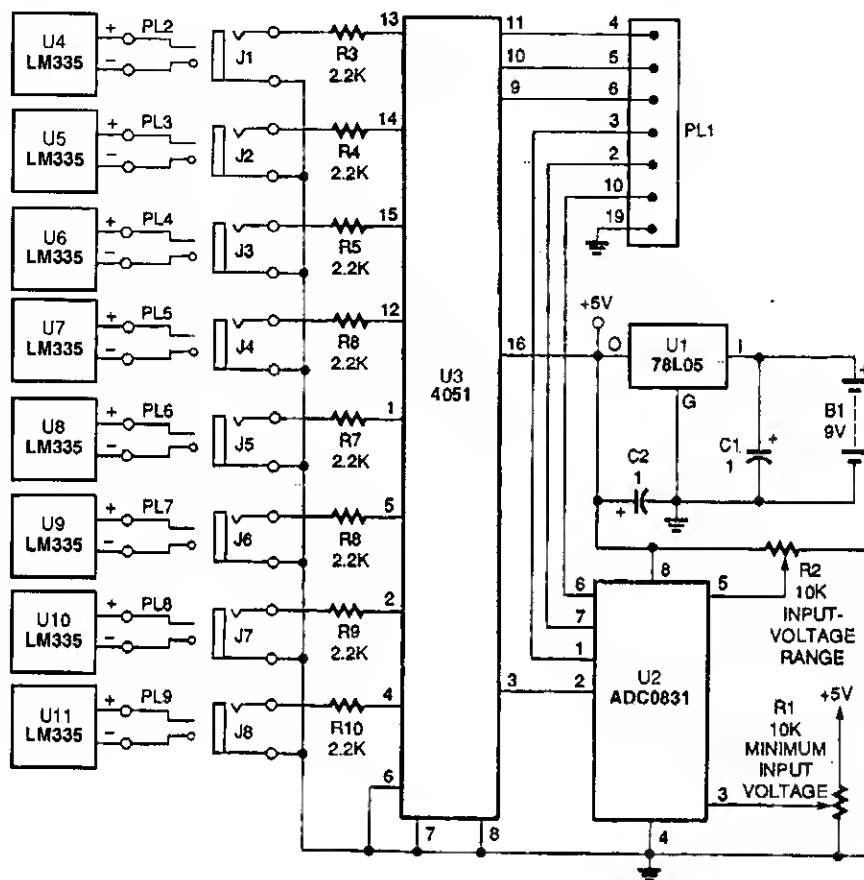 U4
LM335
+
−
PL2
J1
R3
2.2K
13
U5
LM335
+
−
PL3
J2
R4
2.2K
14
U6
LM335
+
−
PL4
J3
R5
2.2K
15
U7
LM335
+
−
PL5
J4
R8
2.2K
12
U8
LM335
+
−
PL6
J5
R7
2.2K
1
U9
LM335
+
−
PL7
J6
R8
2.2K
5
U10
LM335
+
−
PL8
J7
R9
2.2K
2
U11
LM335
+
−
PL9
J8
R10
2.2K
4
6
7
8
U3
4051
11
10
9
16
3
4
5
6
3
2
10
19
PL1
+5V
O
U1
78L05
I
G
C2
1
+
C1
1
+
B1
9V
+
8
6
7
1
2
5
3
4
U2
ADC0831
R2
10K
INPUT-
VOLTAGE
RANGE
R1
10K
MINIMUM
INPUT
VOLTAGE
+5V